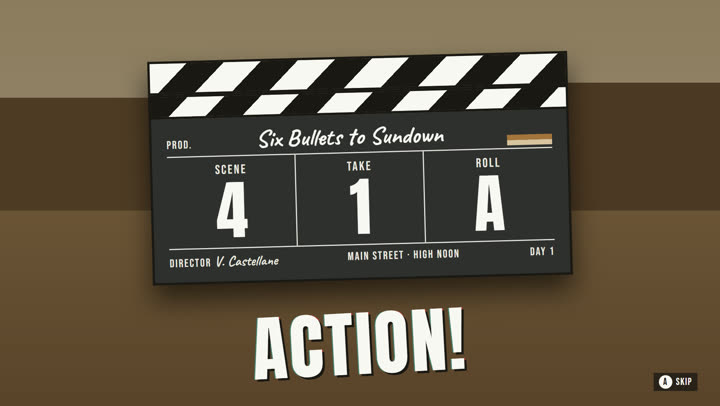 PROD. Six Bullets to Sundown
SCENE TAKE ROLL
4 1 A
DIRECTOR V. Castellane MAIN STREET · HIGH NOON DAY 1
ACTION!
A SKIP